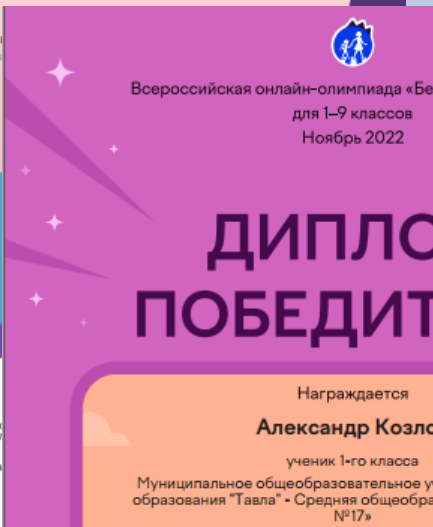 Всероссийская онлайн-олимпиада «Бе
для 1–9 классов
Ноябрь 2022
ДИПЛО
ПОБЕДИТ
Награждается
Александр Козло
ученик 1-го класса
Муниципальное общеобразовательное у
образования "Тавла" - Средняя общеобра
№17»